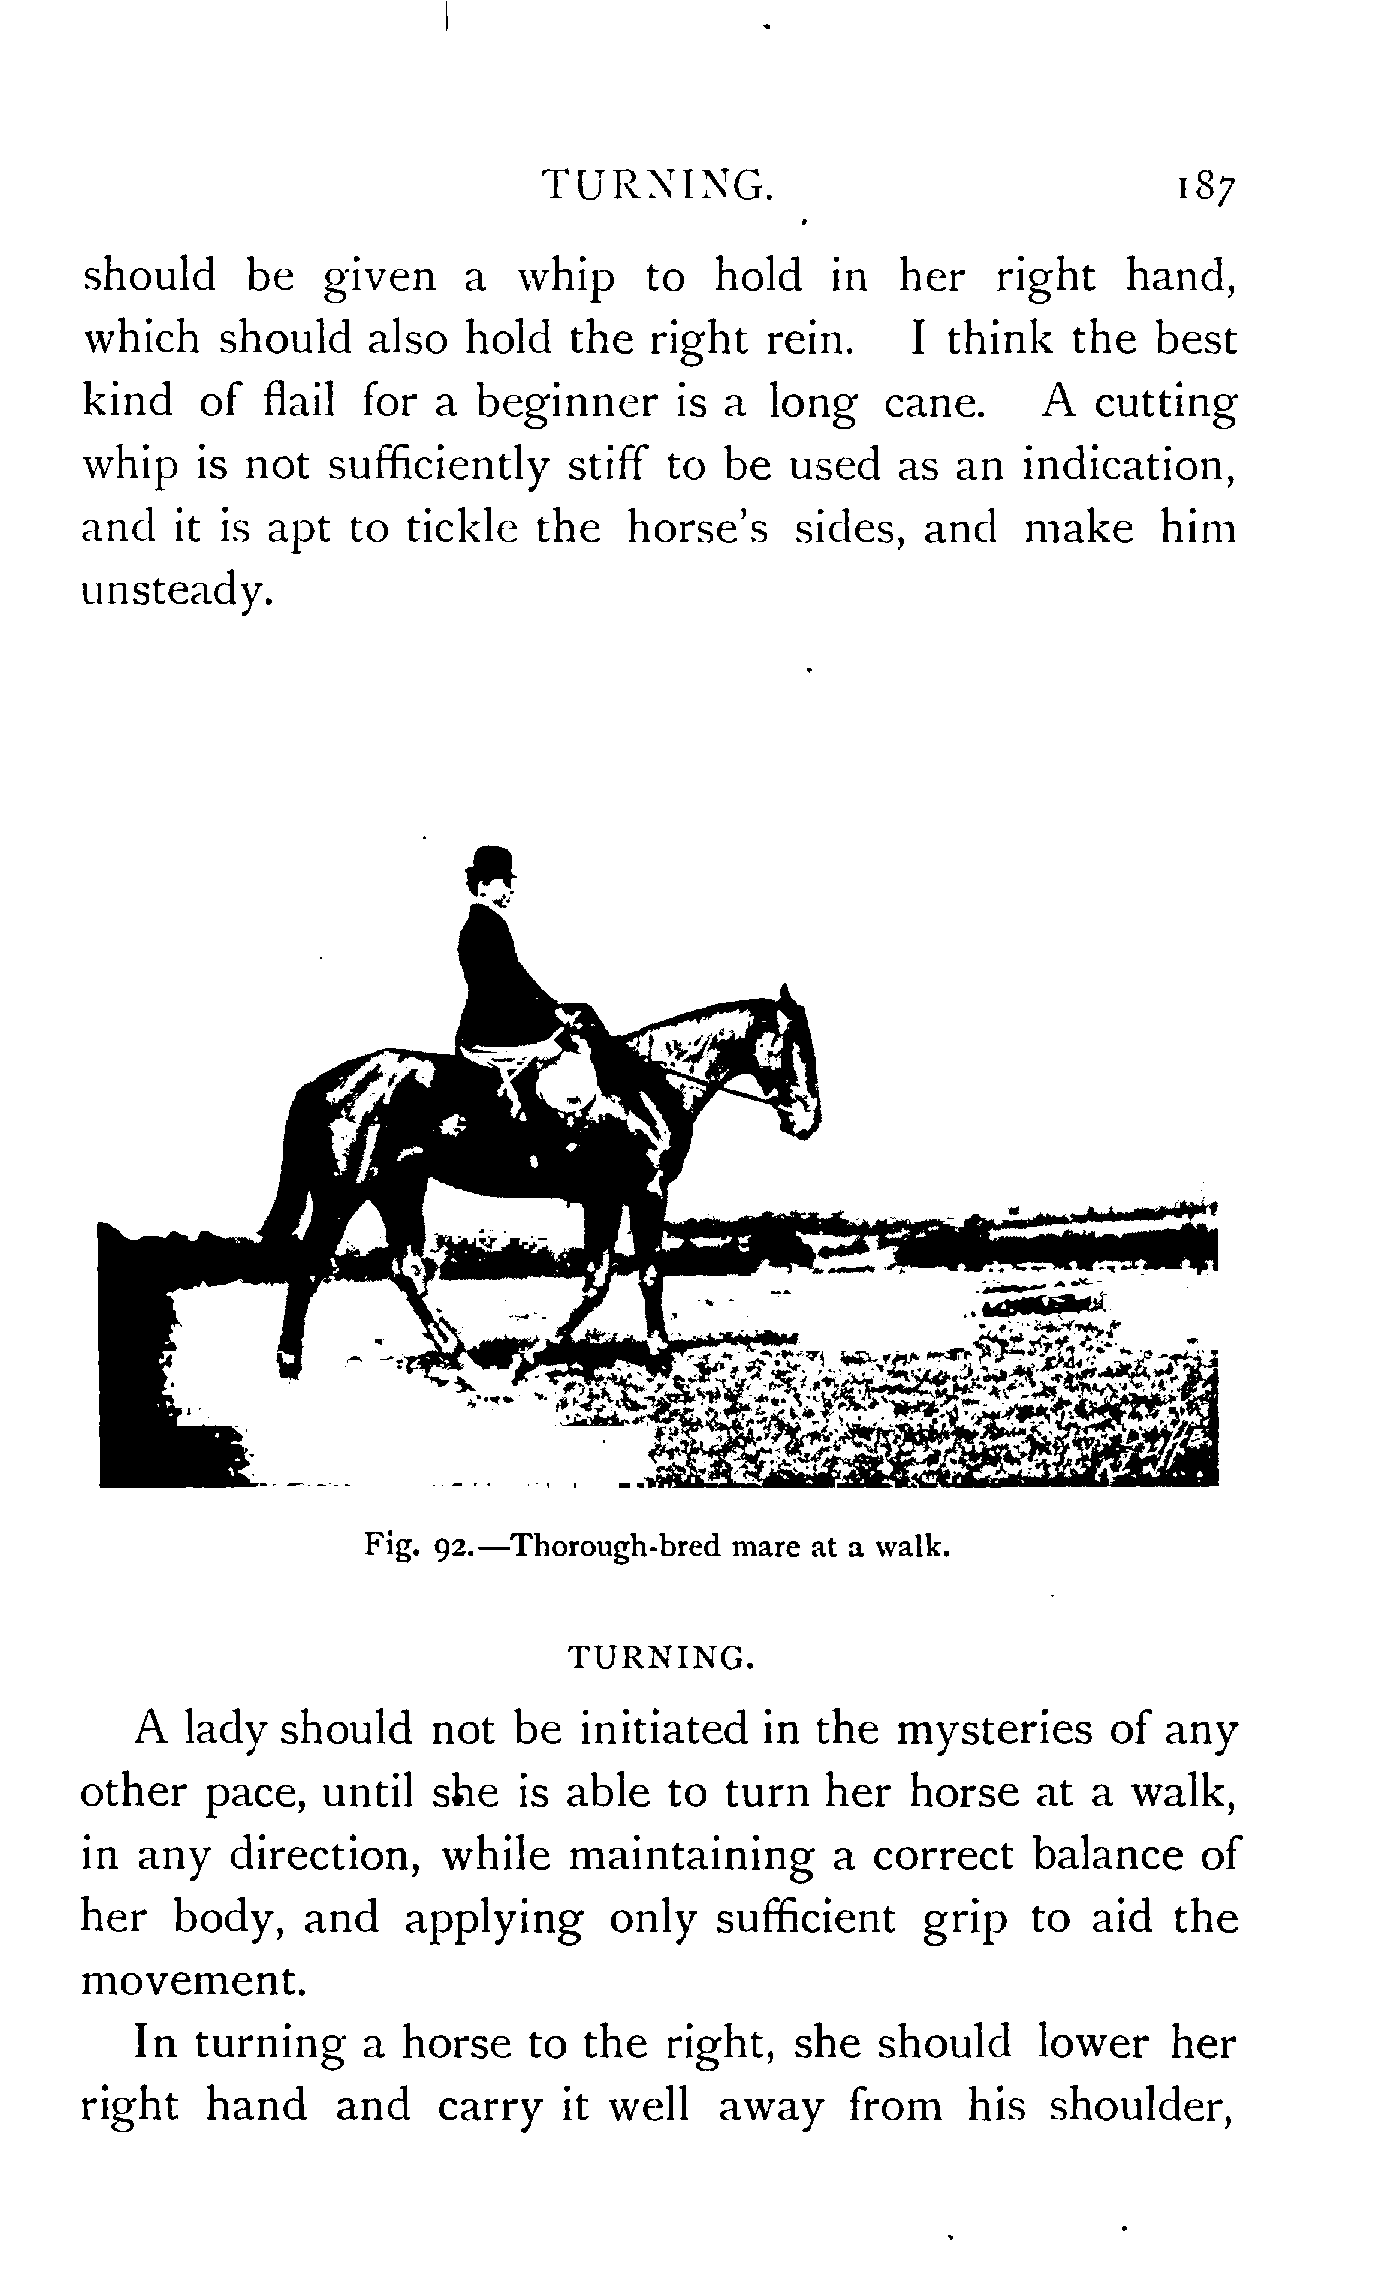 TURNING. 187
should be given a whip to hold in her right hand,
which should also hold the right rein. I think the best
kind of flail for a beginner is a long cane. A cutting
whip is not sufficiently stiff to be used as an indication,
and it is apt to tickle the horse's sides, and make him
unsteady.
Fig. 92.—Thorough-bred mare at a walk.
TURNING.
A lady should not be initiated in the mysteries of any
other pace, until she is able to turn her horse at a walk,
in any direction, while maintaining a correct balance of
her body, and applying only sufficient grip to aid the
movement.
In turning a horse to the right, she should lower her
right hand and carry it well away from his shoulder,